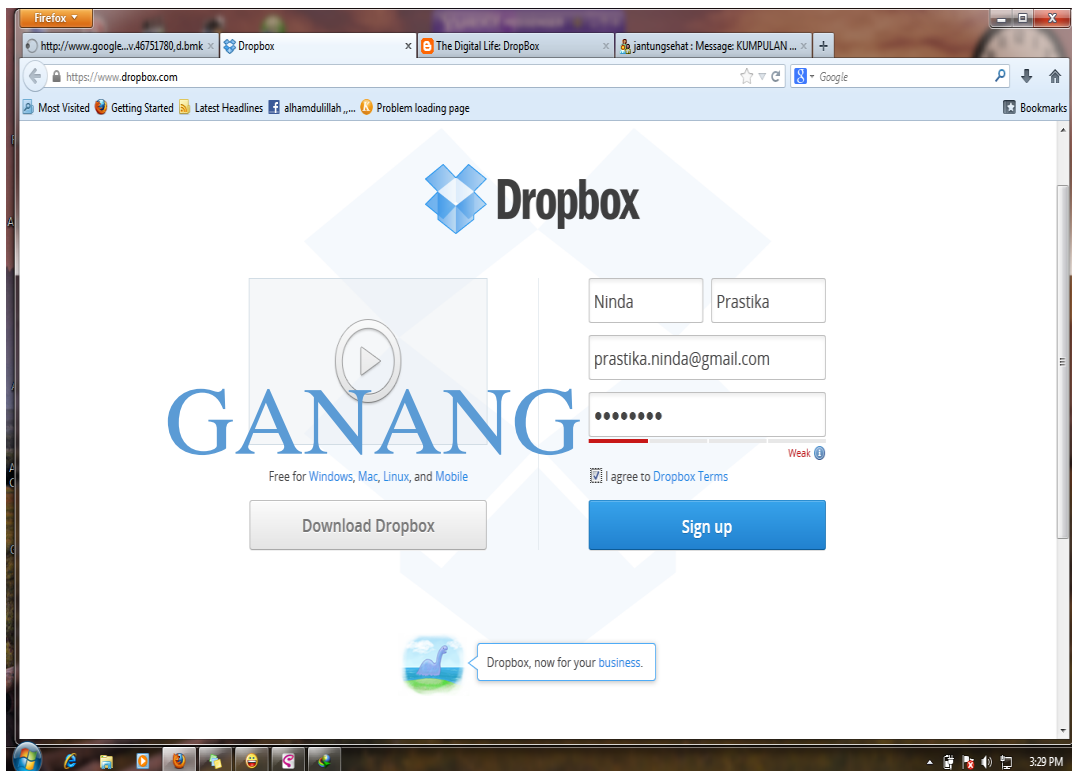 Firefox
http://www.google...v.46751780,d.bmk
Dropbox
The Digital Life: DropBox
jantungsehat : Message: KUMPULAN ...
https://www.dropbox.com
Google
Most Visited Getting Started Latest Headlines alhamdulillah ,,... Problem loading page
Bookmarks
Dropbox
Ninda Prastika
prastika.ninda@gmail.com
GANANG
Weak
Free for Windows, Mac, Linux, and Mobile
I agree to Dropbox Terms
Download Dropbox
Sign up
Dropbox, now for your business.
3:29 PM